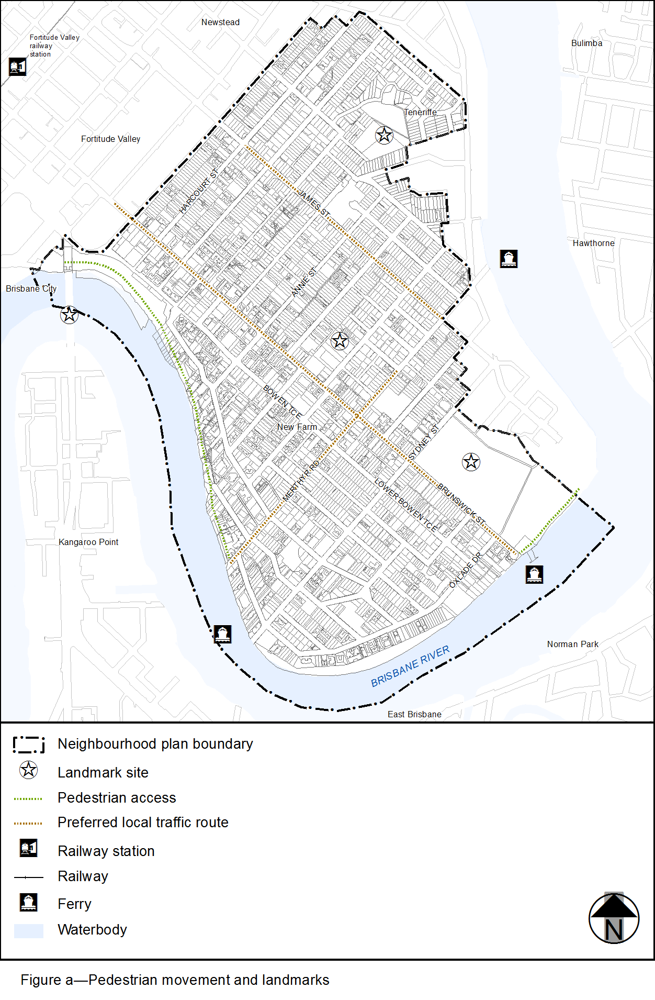 Newstead
Fortitude Valley
railway
station
Bulimba
Teneriffe
Fortitude Valley
HARCOURT ST
JAMES ST
Hawthorne
ANNIE ST
Brisbane City
BOWEN TCE
New Farm
SYDNEY ST
MERTHYR RD
LOWER BOWEN TCE
BRUNSWICK ST
Kangaroo Point
OXLADE DR
Norman Park
BRISBANE RIVER
East Brisbane
Neighbourhood plan boundary
Landmark site
Pedestrian access
Preferred local traffic route
Railway station
Railway
Ferry
Waterbody
N
Figure a—Pedestrian movement and landmarks